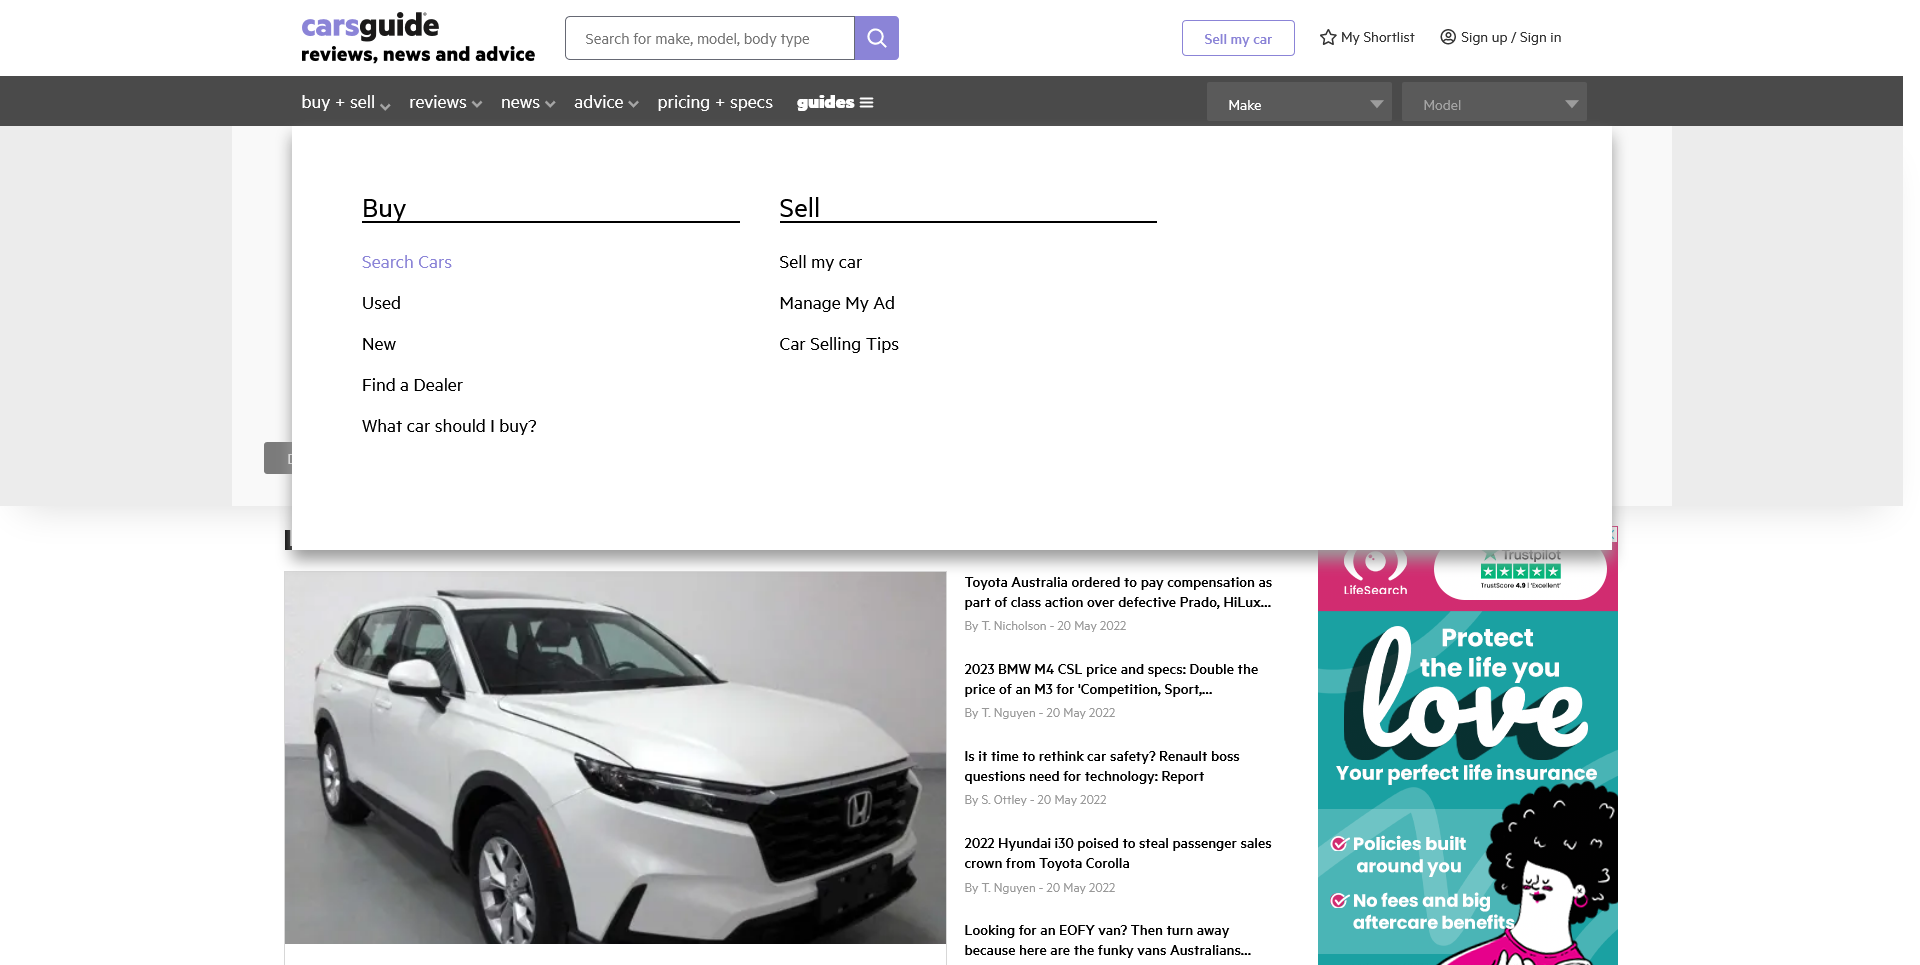 carsguide
reviews, news and advice
Search for make, model, body type
Sell my car
My Shortlist
Sign up / Sign in
buy + sell
reviews
news
advice
pricing + specs
guides
Make
Model
Buy
Search Cars
Used
New
Find a Dealer
What car should I buy?
Sell
Sell my car
Manage My Ad
Car Selling Tips
Toyota Australia ordered to pay compensation as
part of class action over defective Prado, HiLux...
By T. Nicholson - 20 May 2022
2023 BMW M4 CSL price and specs: Double the
price of an M3 for 'Competition, Sport,...
By T. Nguyen - 20 May 2022
Is it time to rethink car safety? Renault boss
questions need for technology: Report
By S. Ottley - 20 May 2022
2022 Hyundai i30 poised to steal passenger sales
crown from Toyota Corolla
By T. Nguyen - 20 May 2022
Looking for an EOFY van? Then turn away
because here are the funky vans Australians...
LifeSearch
Trustpilot
TrustScore 4.9 | 'Excellent'
Protect
the life you
love
Your perfect life insurance
Policies built
around you
No fees and big
aftercare benefits